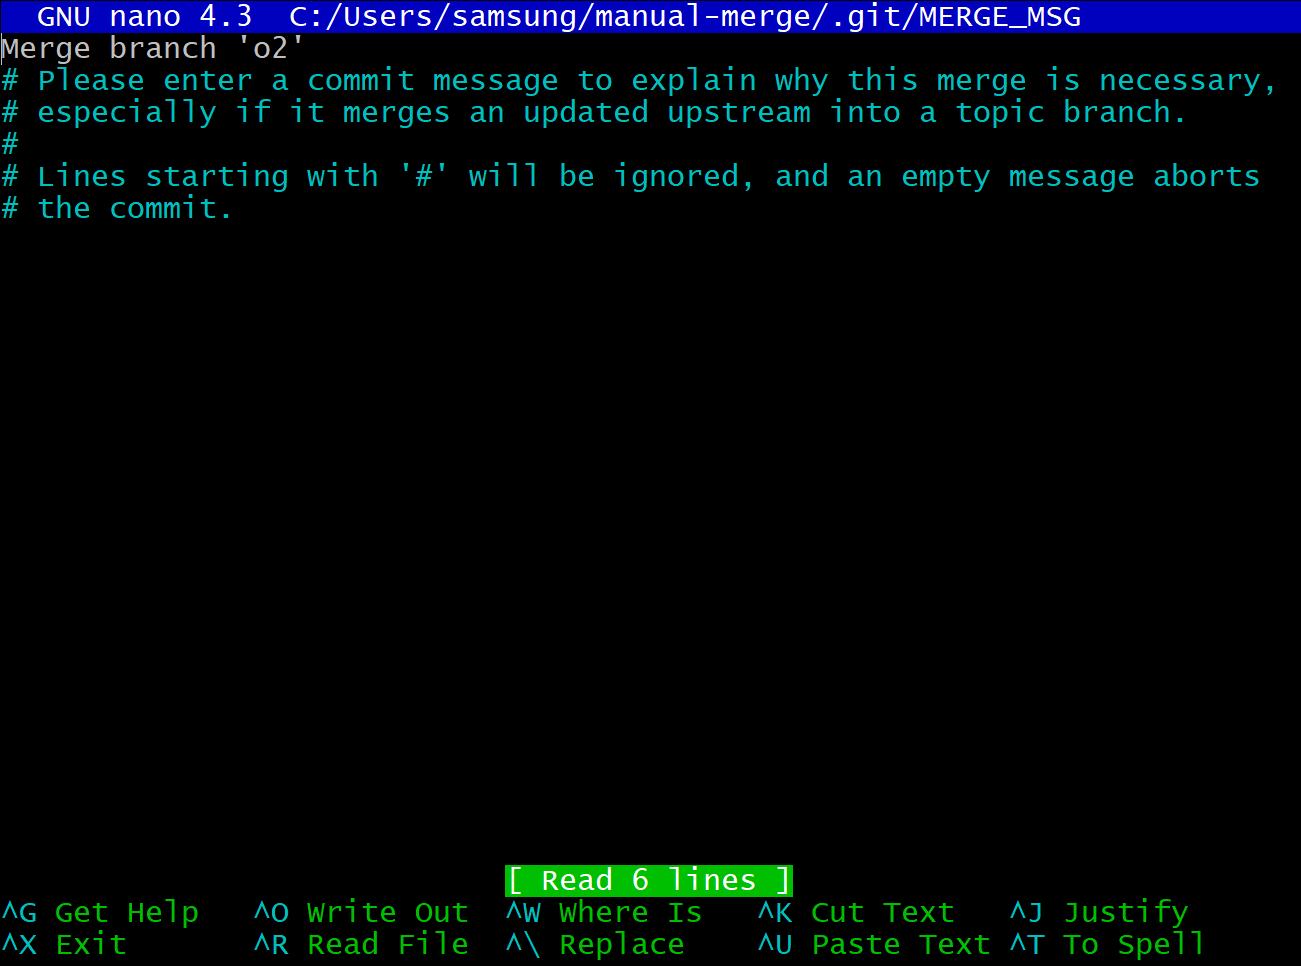 GNU nano 4.3  C:/Users/samsung/manual-merge/.git/MERGE_MSG
Merge branch 'o2'
# Please enter a commit message to explain why this merge is necessary,
# especially if it merges an updated upstream into a topic branch.
#
# Lines starting with '#' will be ignored, and an empty message aborts
# the commit.
[ Read 6 lines ]
^G Get Help   ^O Write Out  ^W Where Is   ^K Cut Text   ^J Justify
^X Exit       ^R Read File  ^\ Replace    ^U Paste Text ^T To Spell